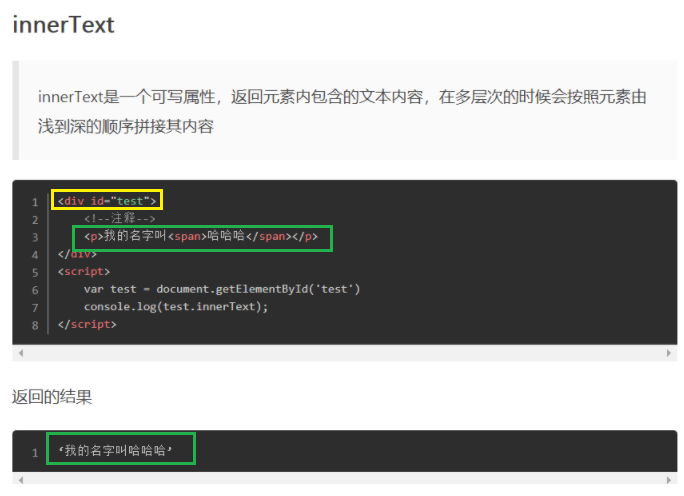 innerText
innerText是一个可写属性，返回元素内包含的文本内容，在多层次的时候会按照元素由
浅到深的顺序拼接其内容
1 <div id="test">
2 <!--注释-->
3 <p>我的名字叫<span>哈哈哈</span></p>
4 </div>
5 <script>
6 var test = document.getElementById('test')
7 console.log(test.innerText);
8 </script>
返回的结果
1 ‘我的名字叫哈哈哈’